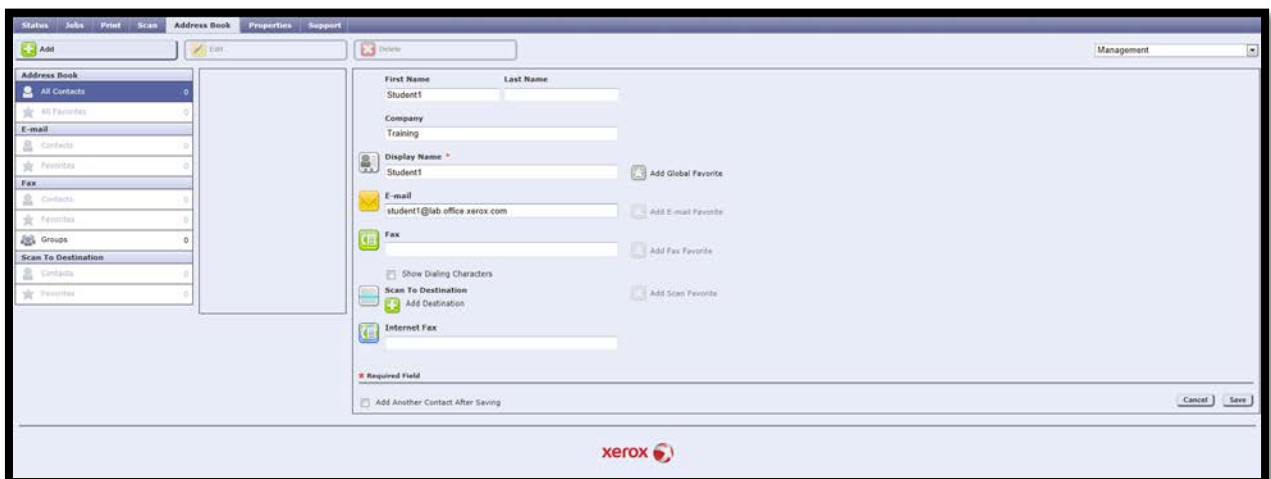 Status Jobs Print Scan Address Book Properties Support
Add Edit Delete Management
Address Book
All Contacts 0
All Favorites 0
E-mail
Contacts 0
Favorites 0
Fax
Contacts 0
Favorites 0
Groups 0
Scan To Destination
Contacts 0
Favorites 0
First Name Last Name
Student1
Company
Training
Display Name *
Student1 Add Global Favorite
E-mail
student1@lab.office.xerox.com Add E-mail Favorite
Fax
Add Fax Favorite
Show Dialing Characters
Scan To Destination Add Scan Favorite
Add Destination
Internet Fax
* Required Field
Add Another Contact After Saving Cancel Save
xerox